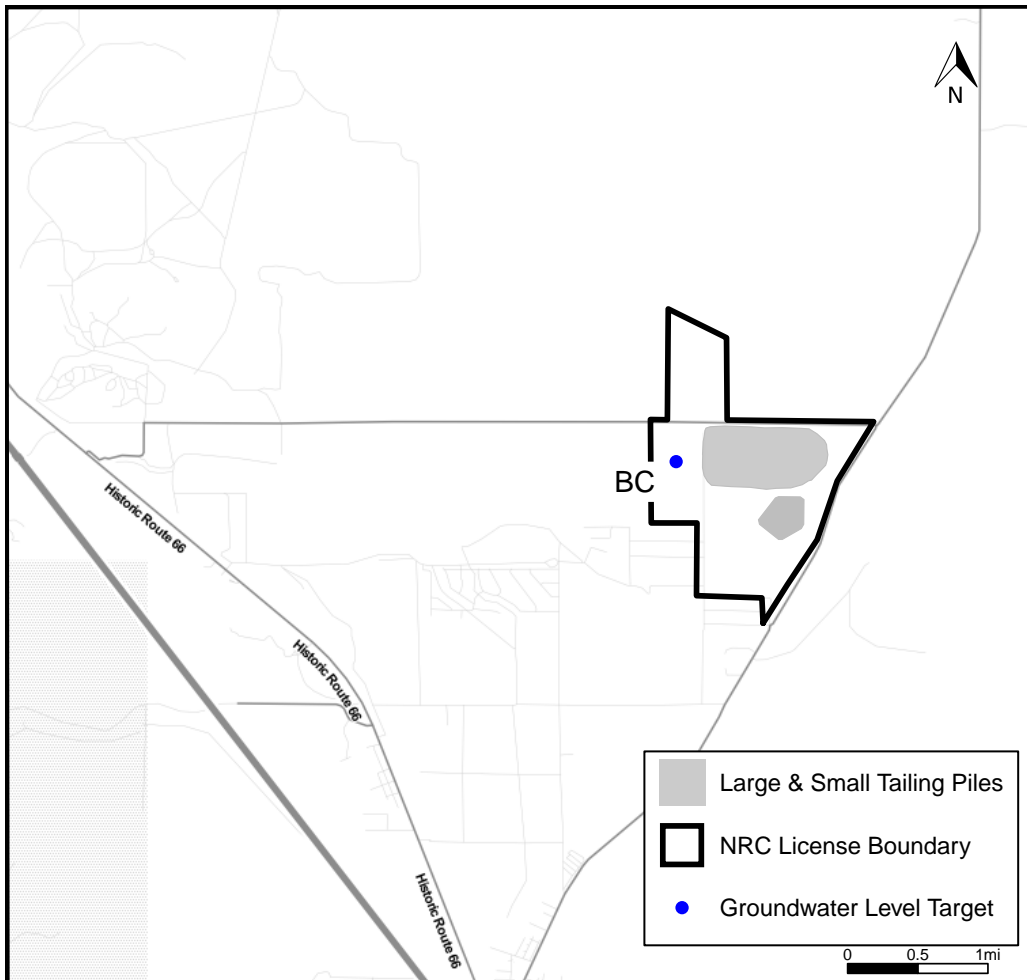 N
BC
Historic Route 66
Historic Route 66
Historic Route 66
Large & Small Tailing Piles
NRC License Boundary
Groundwater Level Target
0 0.5 1mi